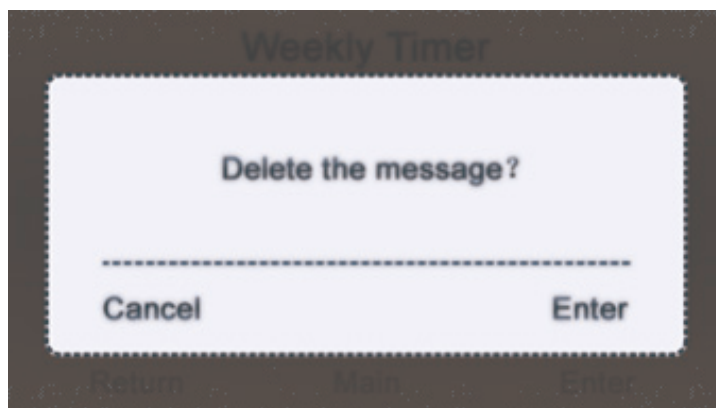 Weekly Timer
Delete the message?
Cancel Enter
Return Main Enter